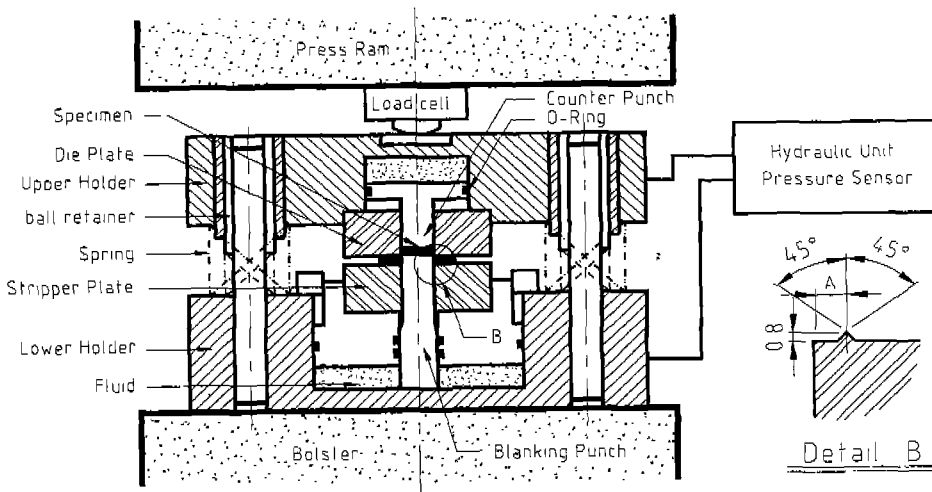 Press Ram
Load cell
Counter Punch
O-Ring
Specimen
Die Plate
Upper Holder
ball retainer
Spring
Stripper Plate
Lower Holder
Fluid
Bolster
B
Blanking Punch
Hydraulic Unit
Pressure Sensor
45°
45°
A
0.8
Detail B